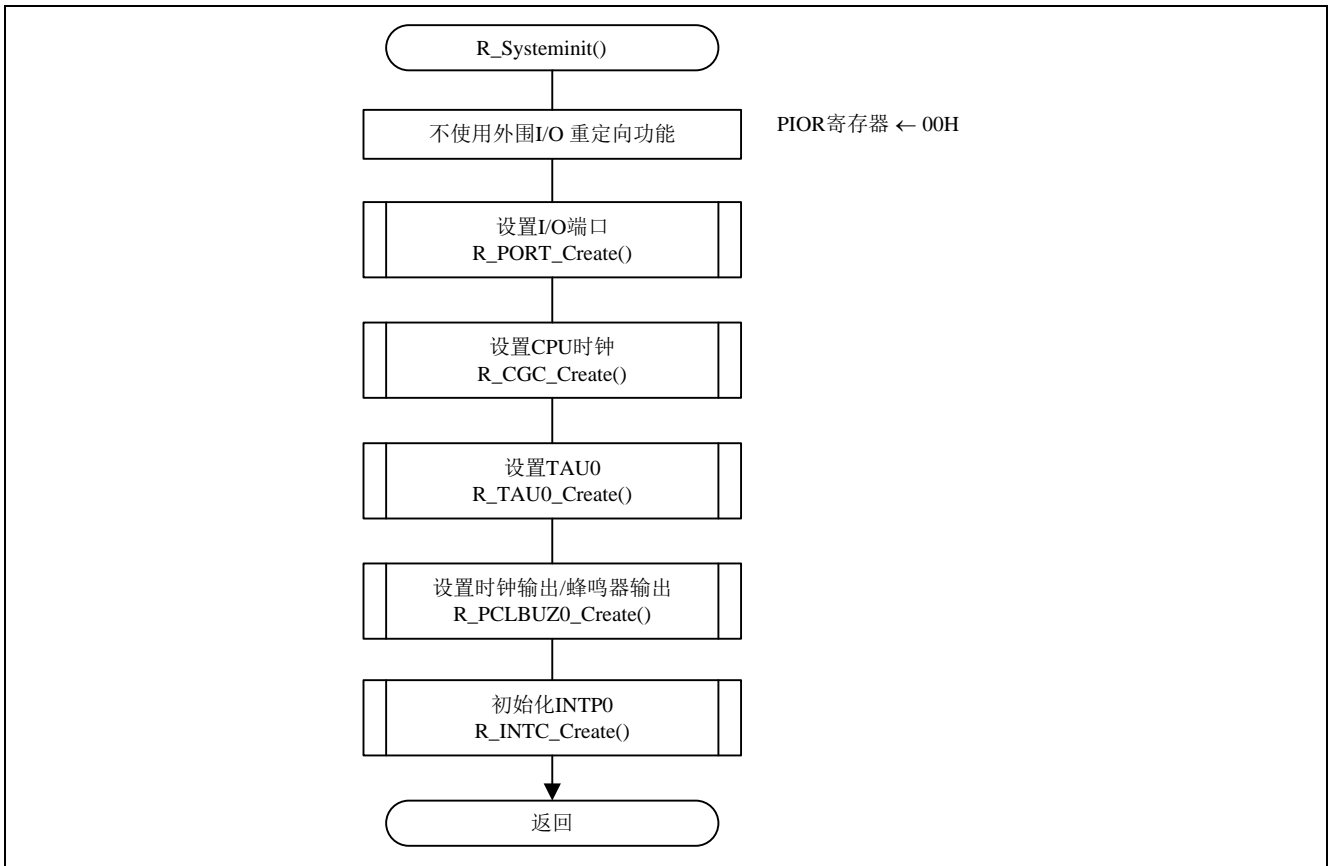 R_Systeminit()
不使用外围I/O 重定向功能
PIOR寄存器 ← 00H
设置I/O端口
R_PORT_Create()
设置CPU时钟
R_CGC_Create()
设置TAU0
R_TAU0_Create()
设置时钟输出/蜂鸣器输出
R_PCLBUZ0_Create()
初始化INTP0
R_INTC_Create()
返回